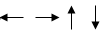 ← → ↑ ↓